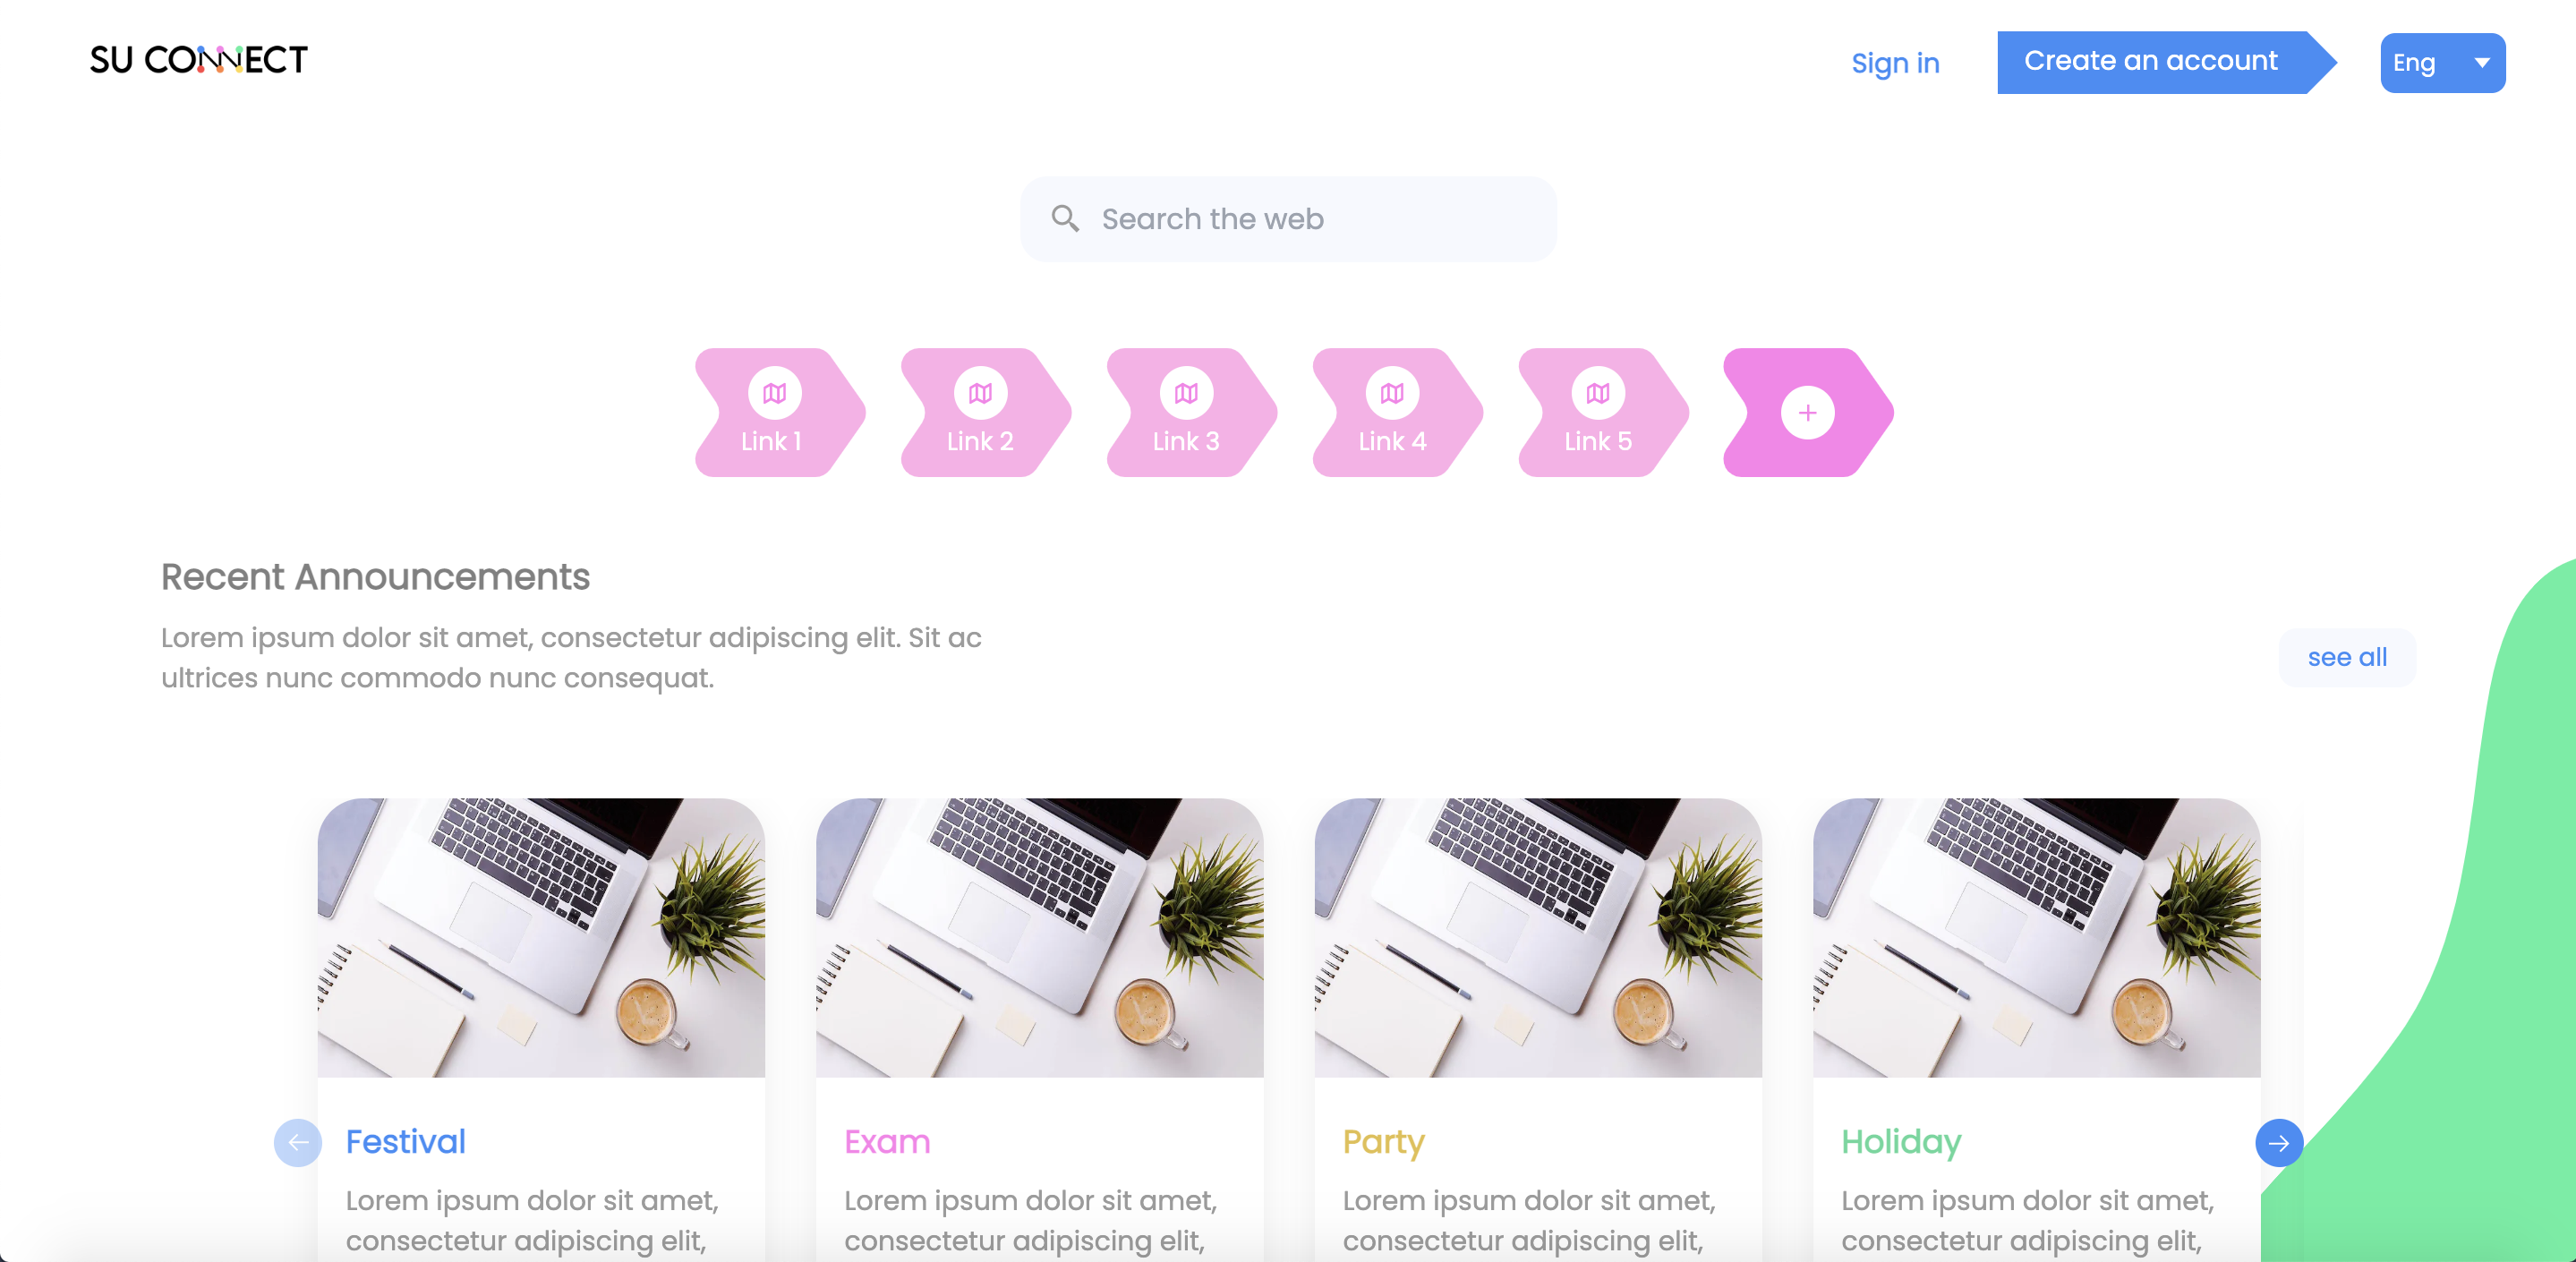 SU CONNECT
Sign in
Create an account
Eng
Search the web
Link 1
Link 2
Link 3
Link 4
Link 5
Recent Announcements
Lorem ipsum dolor sit amet, consectetur adipiscing elit. Sit ac
ultrices nunc commodo nunc consequat.
see all
Festival
Lorem ipsum dolor sit amet,
consectetur adipiscing elit,
Exam
Lorem ipsum dolor sit amet,
consectetur adipiscing elit,
Party
Lorem ipsum dolor sit amet,
consectetur adipiscing elit,
Holiday
Lorem ipsum dolor sit amet,
consectetur adipiscing elit,